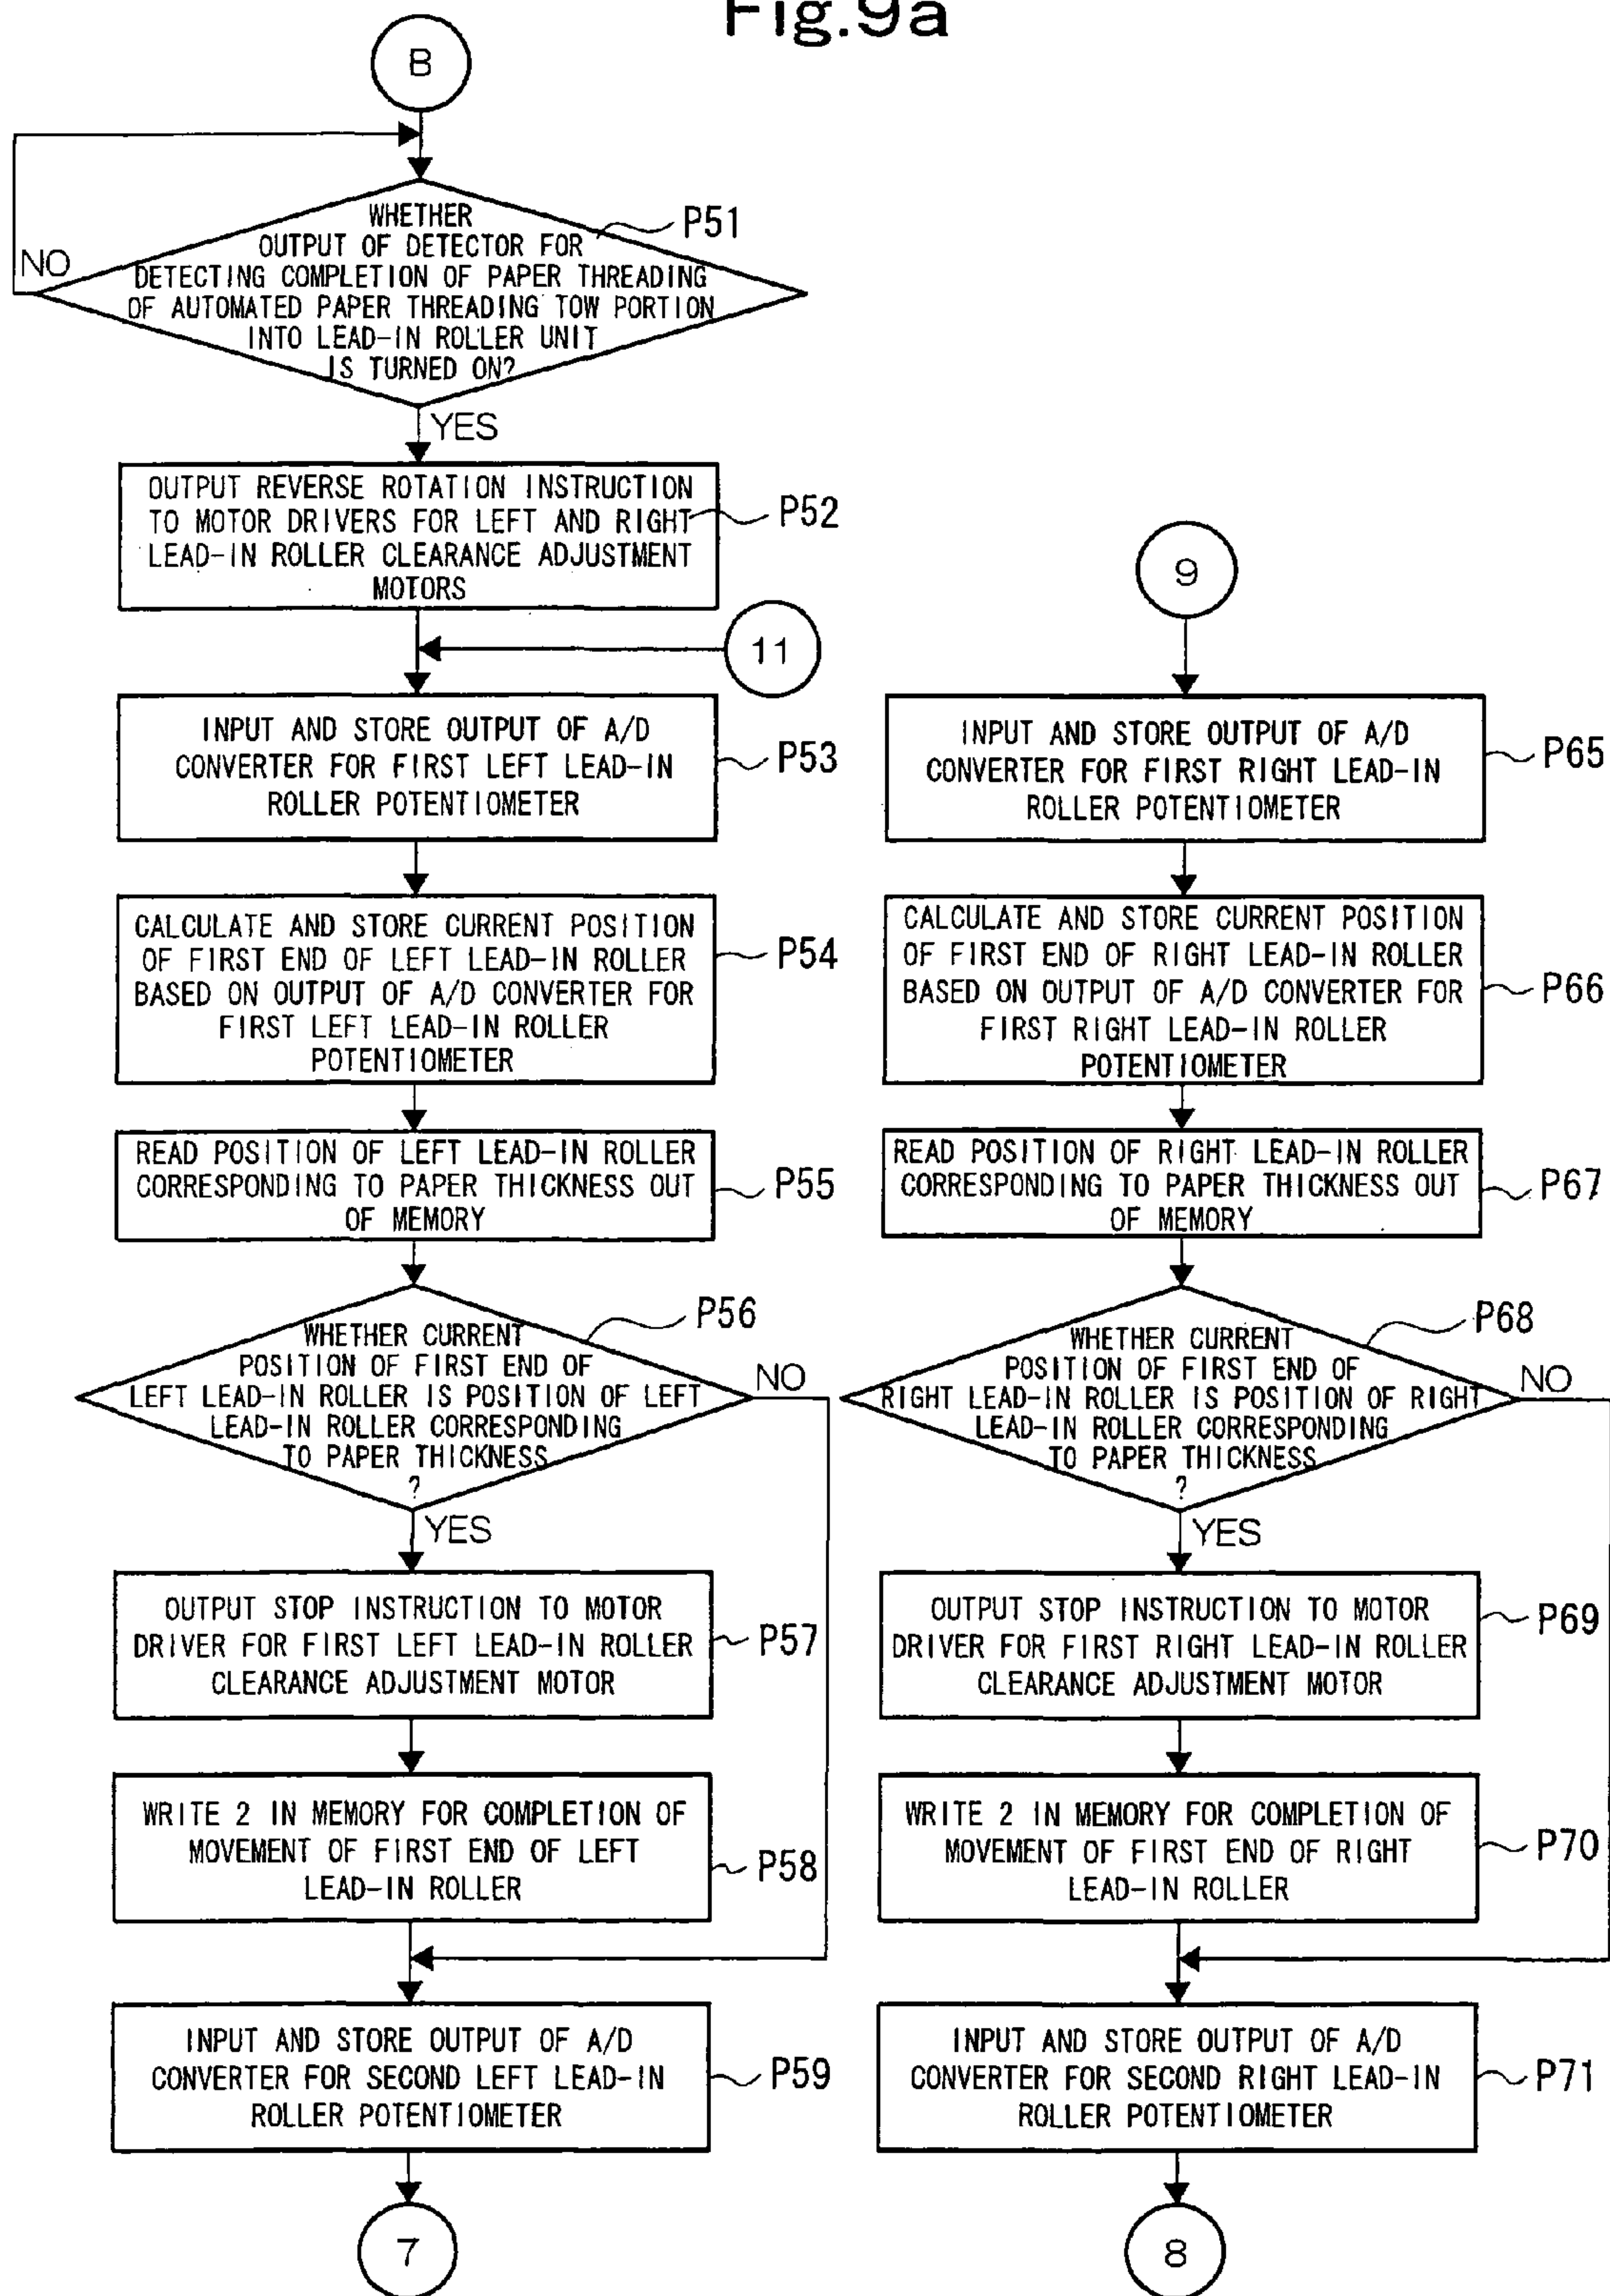 Fig.9a
B
WHETHER
OUTPUT OF DETECTOR FOR
DETECTING COMPLETION OF PAPER THREADING
OF AUTOMATED PAPER THREADING TOW PORTION
INTO LEAD-IN ROLLER UNIT
IS TURNED ON?
P51
NO
YES
OUTPUT REVERSE ROTATION INSTRUCTION
TO MOTOR DRIVERS FOR LEFT AND RIGHT
LEAD-IN ROLLER CLEARANCE ADJUSTMENT
MOTORS
P52
11
INPUT AND STORE OUTPUT OF A/D
CONVERTER FOR FIRST LEFT LEAD-IN
ROLLER POTENTIOMETER
P53
CALCULATE AND STORE CURRENT POSITION
OF FIRST END OF LEFT LEAD-IN ROLLER
BASED ON OUTPUT OF A/D CONVERTER FOR
FIRST LEFT LEAD-IN ROLLER
POTENTIOMETER
P54
READ POSITION OF LEFT LEAD-IN ROLLER
CORRESPONDING TO PAPER THICKNESS OUT
OF MEMORY
P55
WHETHER CURRENT
POSITION OF FIRST END OF
LEFT LEAD-IN ROLLER IS POSITION OF LEFT
LEAD-IN ROLLER CORRESPONDING
TO PAPER THICKNESS
?
P56
NO
YES
OUTPUT STOP INSTRUCTION TO MOTOR
DRIVER FOR FIRST LEFT LEAD-IN ROLLER
CLEARANCE ADJUSTMENT MOTOR
P57
WRITE 2 IN MEMORY FOR COMPLETION OF
MOVEMENT OF FIRST END OF LEFT
LEAD-IN ROLLER
P58
INPUT AND STORE OUTPUT OF A/D
CONVERTER FOR SECOND LEFT LEAD-IN
ROLLER POTENTIOMETER
P59
7
9
INPUT AND STORE OUTPUT OF A/D
CONVERTER FOR FIRST RIGHT LEAD-IN
ROLLER POTENTIOMETER
P65
CALCULATE AND STORE CURRENT POSITION
OF FIRST END OF RIGHT LEAD-IN ROLLER
BASED ON OUTPUT OF A/D CONVERTER FOR
FIRST RIGHT LEAD-IN ROLLER
POTENTIOMETER
P66
READ POSITION OF RIGHT LEAD-IN ROLLER
CORRESPONDING TO PAPER THICKNESS OUT
OF MEMORY
P67
WHETHER CURRENT
POSITION OF FIRST END OF
RIGHT LEAD-IN ROLLER IS POSITION OF RIGHT
LEAD-IN ROLLER CORRESPONDING
TO PAPER THICKNESS
?
P68
NO
YES
OUTPUT STOP INSTRUCTION TO MOTOR
DRIVER FOR FIRST RIGHT LEAD-IN ROLLER
CLEARANCE ADJUSTMENT MOTOR
P69
WRITE 2 IN MEMORY FOR COMPLETION OF
MOVEMENT OF FIRST END OF RIGHT
LEAD-IN ROLLER
P70
INPUT AND STORE OUTPUT OF A/D
CONVERTER FOR SECOND RIGHT LEAD-IN
ROLLER POTENTIOMETER
P71
8